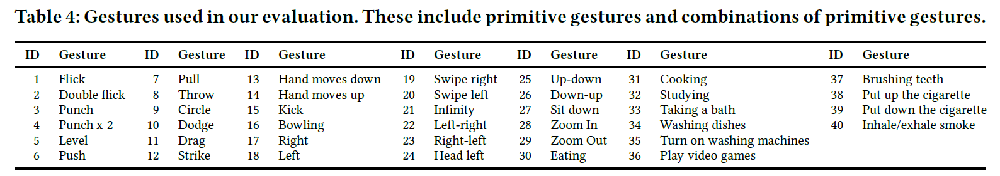 Table 4: Gestures used in our evaluation. These include primitive gestures and combinations of primitive gestures.
ID Gesture ID Gesture ID Gesture ID Gesture ID Gesture ID Gesture ID Gesture
1 Flick 7 Pull 13 Hand moves down 19 Swipe right 25 Up-down 31 Cooking 37 Brushing teeth
2 Double flick 8 Throw 14 Hand moves up 20 Swipe left 26 Down-up 32 Studying 38 Put up the cigarette
3 Punch 9 Circle 15 Kick 21 Infinity 27 Sit down 33 Taking a bath 39 Put down the cigarette
4 Punch x 2 10 Dodge 16 Bowling 22 Left-right 28 Zoom In 34 Washing dishes 40 Inhale/exhale smoke
5 Level 11 Drag 17 Right 23 Right-left 29 Zoom Out 35 Turn on washing machines
6 Push 12 Strike 18 Left 24 Head left 30 Eating 36 Play video games